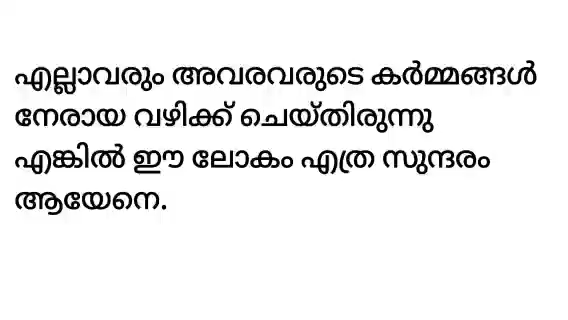 എല്ലാവരും അവരവരുടെ കർമ്മങ്ങൾ
നേരായ വഴിക്ക് ചെയ്തിരുന്നു
എങ്കിൽ ഈ ലോകം എത്ര സുന്ദരം
ആയേനെ.